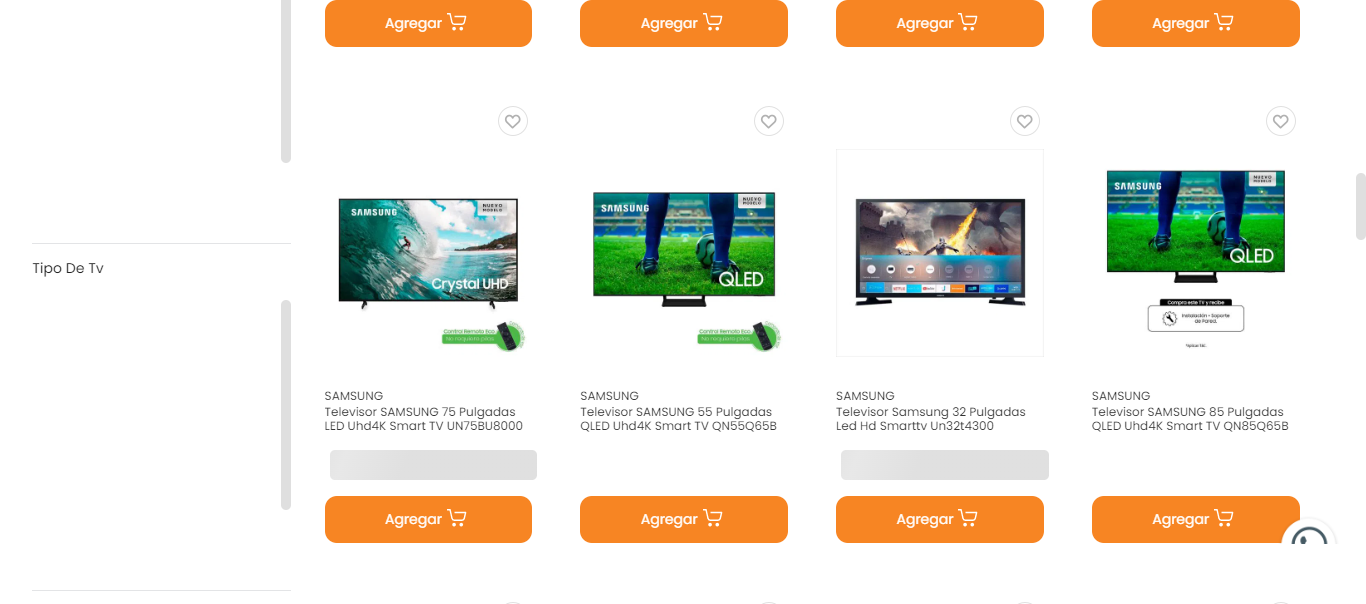 Agregar
Agregar
Agregar
Agregar
Tipo De Tv
SAMSUNG
NUEVO
MODELO
Crystal UHD
Control Remoto Eco.
No requiere pilas.
SAMSUNG
Televisor SAMSUNG 75 Pulgadas
LED Uhd4K Smart TV UN75BU8000
Agregar
SAMSUNG
NUEVO
MODELO
QLED
Control Remoto Eco.
No requiere pilas.
SAMSUNG
Televisor SAMSUNG 55 Pulgadas
QLED Uhd4K Smart TV QN55Q65B
Agregar
SAMSUNG
Televisor Samsung 32 Pulgadas
Led Hd Smarttv Un32t4300
Agregar
SAMSUNG
NUEVO
MODELO
QLED
Compra este TV y recibe
Instalación + Soporte
de Pared.
SAMSUNG
Televisor SAMSUNG 85 Pulgadas
QLED Uhd4K Smart TV QN85Q65B
Agregar